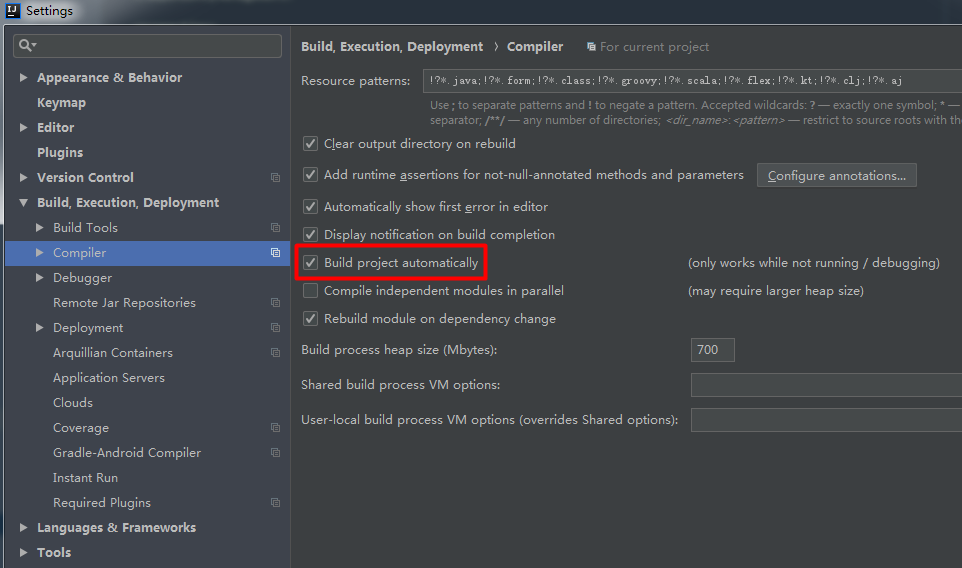 IJ Settings
Appearance & Behavior
Keymap
Editor
Plugins
Version Control
Build, Execution, Deployment
Build Tools
Compiler
Debugger
Remote Jar Repositories
Deployment
Arquillian Containers
Application Servers
Clouds
Coverage
Gradle-Android Compiler
Instant Run
Required Plugins
Languages & Frameworks
Tools
Build, Execution, Deployment › Compiler For current project
Resource patterns: !?*.java;!?*.form;!?*.class;!?*.groovy;!?*.scala;!?*.flex;!?*.kt;!?*.clj;!?*.aj
Use ; to separate patterns and ! to negate a pattern. Accepted wildcards: ? — exactly one symbol; * —
separator; /**/ — any number of directories; <dir_name>:<pattern> — restrict to source roots with the
Clear output directory on rebuild
Add runtime assertions for not-null-annotated methods and parameters Configure annotations...
Automatically show first error in editor
Display notification on build completion
Build project automatically (only works while not running / debugging)
Compile independent modules in parallel (may require larger heap size)
Rebuild module on dependency change
Build process heap size (Mbytes): 700
Shared build process VM options:
User-local build process VM options (overrides Shared options):